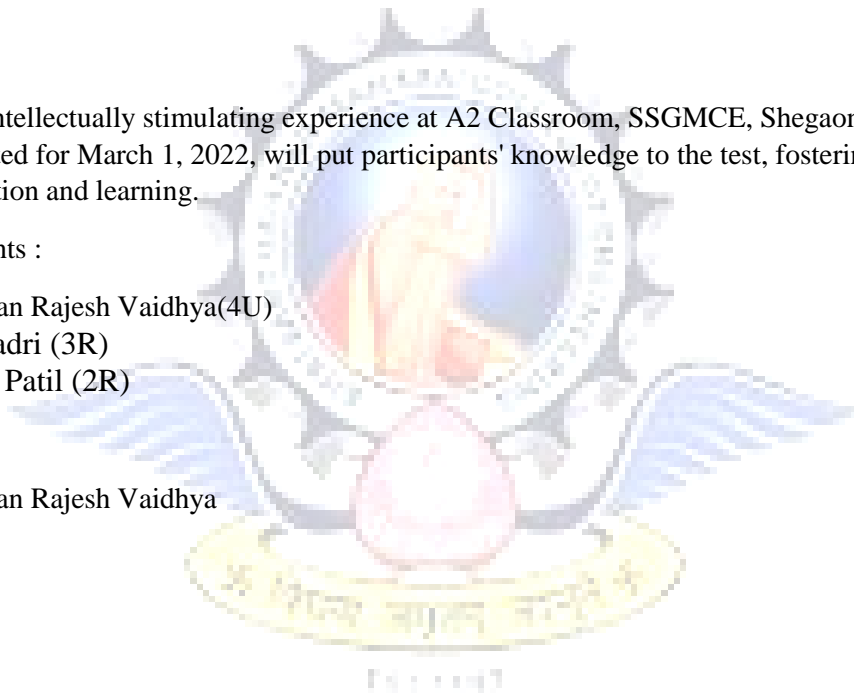 ntellectually stimulating experience at A2 Classroom, SSGMCE, Shegaon
ed for March 1, 2022, will put participants' knowledge to the test, fosterin
tion and learning.
nts :
an Rajesh Vaidhya(4U)
adri (3R)
Patil (2R)
an Rajesh Vaidhya